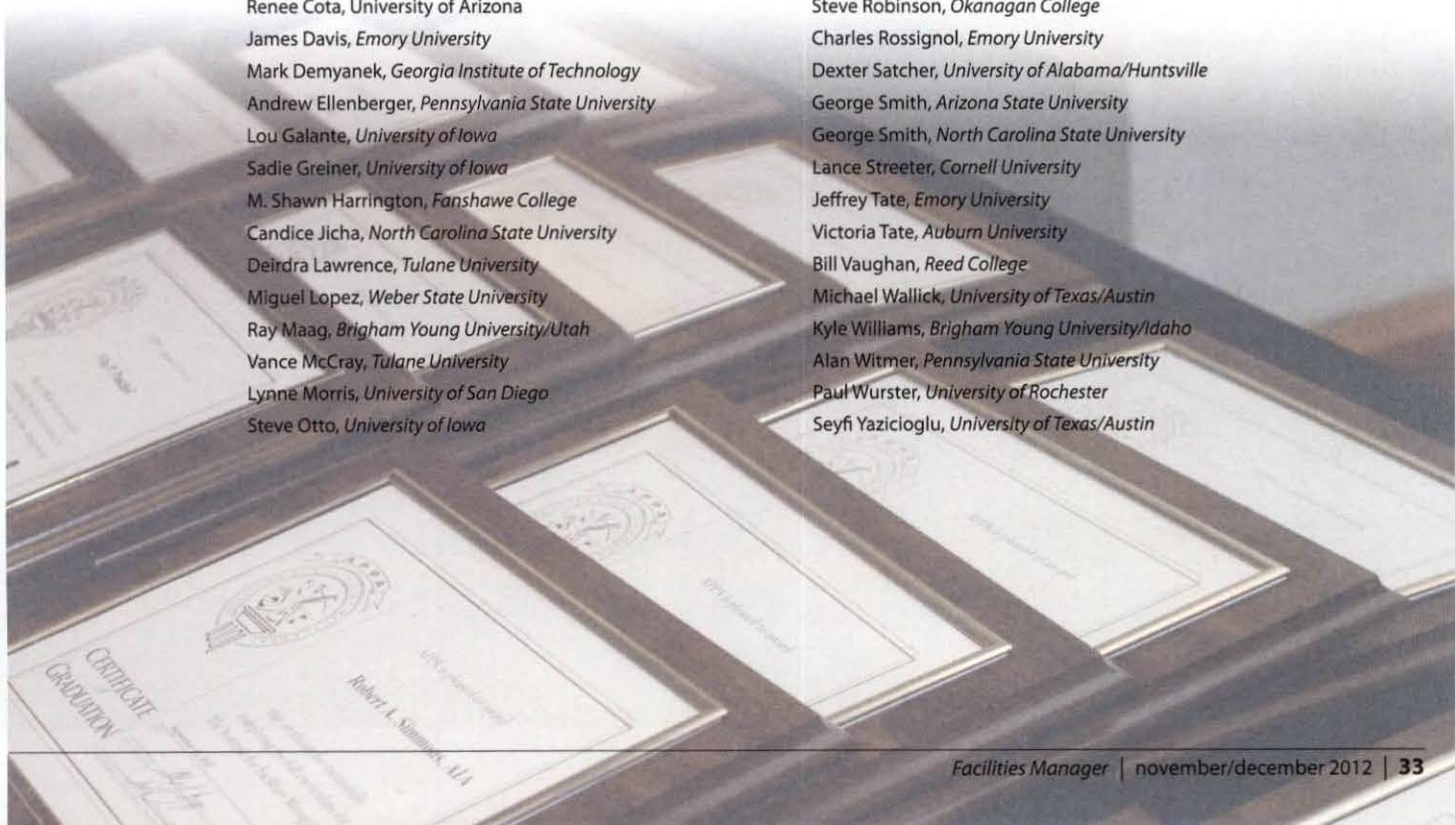 Renee Cota, University of Arizona
James Davis, Emory University
Mark Demyanek, Georgia Institute of Technology
Andrew Ellenberger, Pennsylvania State University
Lou Galante, University of Iowa
Sadie Greiner, University of Iowa
M. Shawn Harrington, Fanshawe College
Candice Jicha, North Carolina State University
Deirdra Lawrence, Tulane University
Miguel Lopez, Weber State University
Ray Maag, Brigham Young University/Utah
Vance McCray, Tulane University
Lynne Morris, University of San Diego
Steve Otto, University of Iowa
Steve Robinson, Okanagan College
Charles Rossignol, Emory University
Dexter Satcher, University of Alabama/Huntsville
George Smith, Arizona State University
George Smith, North Carolina State University
Lance Streeter, Cornell University
Jeffrey Tate, Emory University
Victoria Tate, Auburn University
Bill Vaughan, Reed College
Michael Wallick, University of Texas/Austin
Kyle Williams, Brigham Young University/Idaho
Alan Witmer, Pennsylvania State University
Paul Wurster, University of Rochester
Seyfi Yazicioglu, University of Texas/Austin
APPA
CERTIFICATE
of
GRADUATION
Robert A. Simmons, AIA
Facilities Manager | november/december 2012 | 33